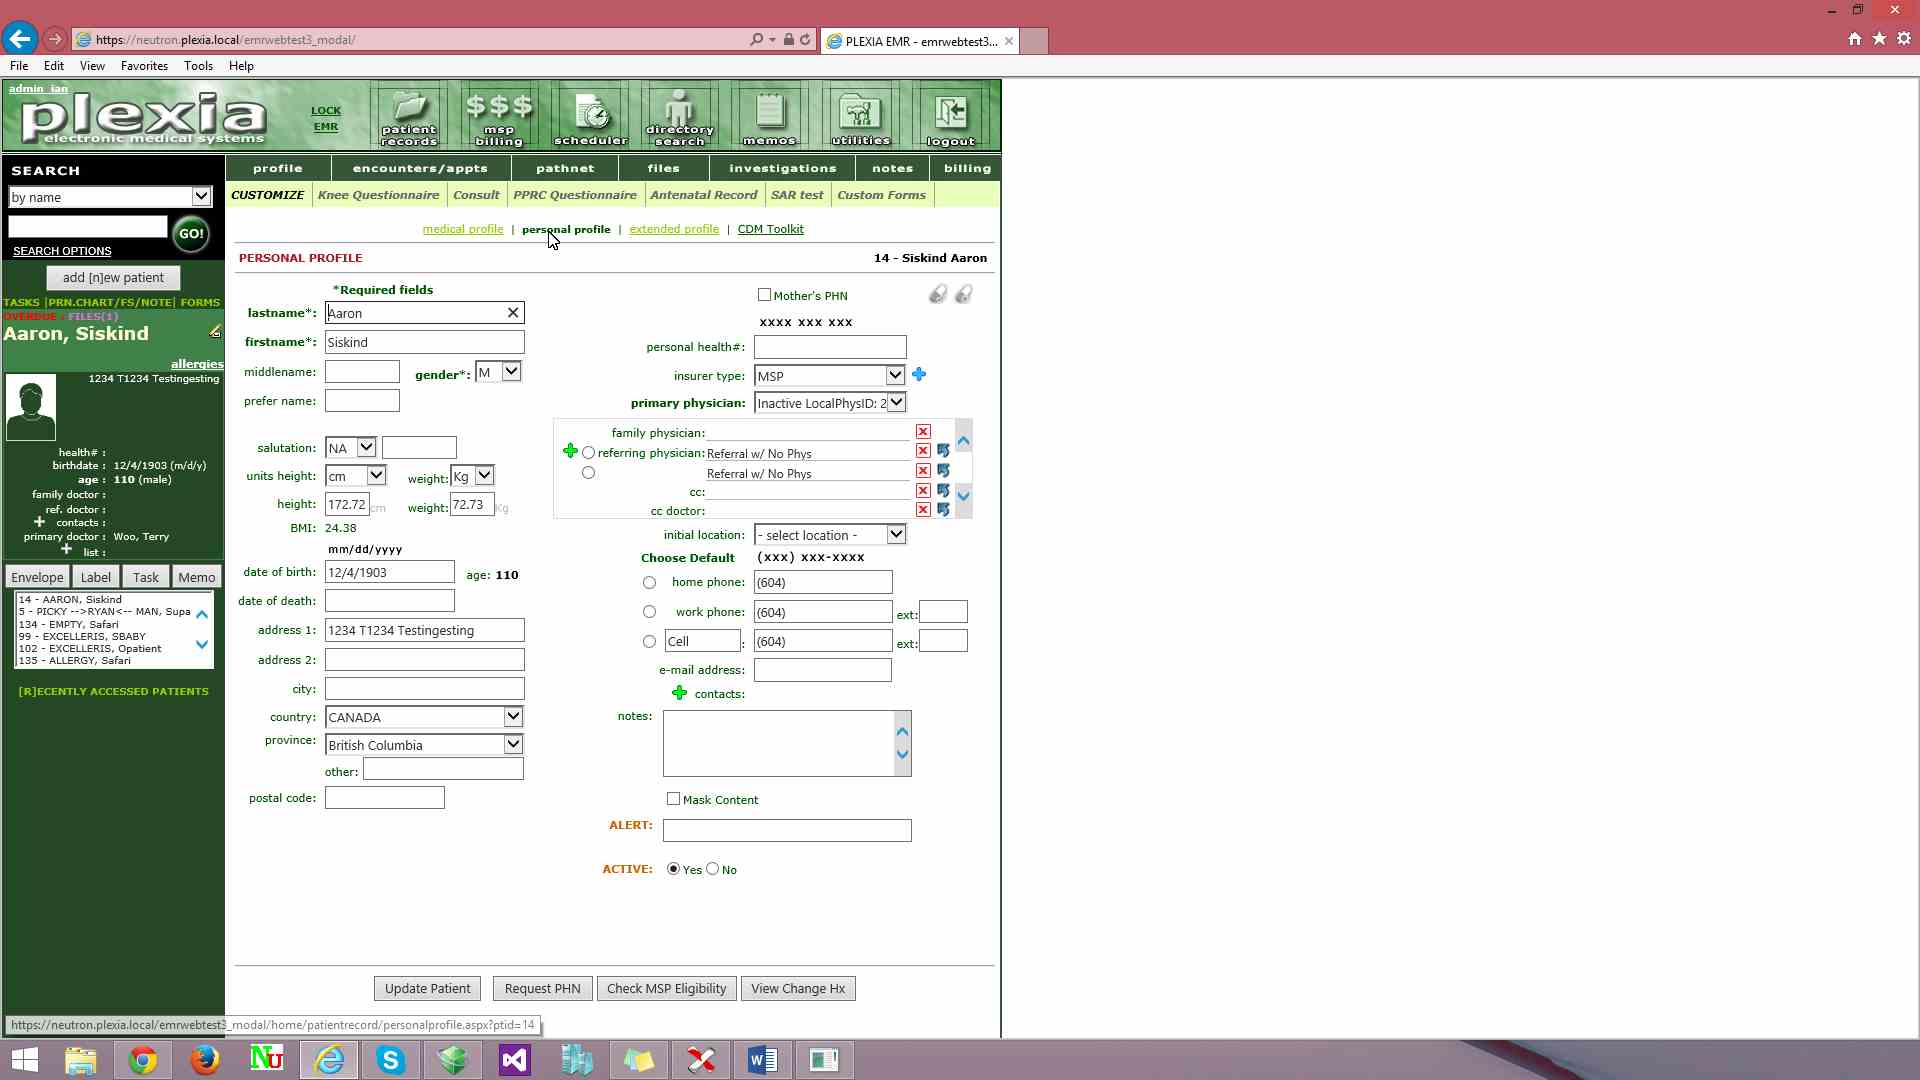 https://neutron.plexia.local/emrwebtest3_modal/
PLEXIA EMR - emrwebtest3...
File Edit View Favorites Tools Help
admin_ian
plexia
electronic medical systems
LOCK
EMR
patient records
$$$ msp billing
scheduler
directory search
memos
utilities
logout
SEARCH
profile encounters/appts pathnet files investigations notes billing
by name
CUSTOMIZE Knee Questionnaire Consult PPRC Questionnaire Antenatal Record SAR test Custom Forms
GO!
SEARCH OPTIONS
medical profile | personal profile | extended profile | CDM Toolkit
PERSONAL PROFILE
14 - Siskind Aaron
add [n]ew patient
TASKS |PRN.CHART/FS/NOTE| FORMS
OVERDUE : FILES(1)
Aaron, Siskind
allergies
1234 T1234 Testingesting
health# :
birthdate : 12/4/1903 (m/d/y)
age : 110 (male)
family doctor :
ref. doctor :
contacts :
primary doctor : Woo, Terry
list :
Envelope Label Task Memo
14 - AARON, Siskind
5 - PICKY -->RYAN<-- MAN, Supa
134 - EMPTY, Safari
99 - EXCELLERIS, SBABY
102 - EXCELLERIS, Opatient
135 - ALLERGY, Safari
[R]ECENTLY ACCESSED PATIENTS
*Required fields
lastname*: Aaron
firstname*: Siskind
middlename: gender*: M
prefer name:
salutation: NA
units height: cm weight: Kg
height: 172.72 cm weight: 72.73 Kg
BMI: 24.38
mm/dd/yyyy
date of birth: 12/4/1903 age: 110
date of death:
address 1: 1234 T1234 Testingesting
address 2:
city:
country: CANADA
province: British Columbia
other:
postal code:
Mother's PHN
xxxx xxx xxx
personal health#:
insurer type: MSP
primary physician: Inactive LocalPhysID: 2
family physician:
referring physician: Referral w/ No Phys
Referral w/ No Phys
cc:
cc doctor:
initial location: - select location -
Choose Default (xxx) xxx-xxxx
home phone: (604)
work phone: (604) ext:
Cell : (604) ext:
e-mail address:
contacts:
notes:
Mask Content
ALERT:
ACTIVE: Yes No
Update Patient Request PHN Check MSP Eligibility View Change Hx
https://neutron.plexia.local/emrwebtest3_modal/home/patientrecord/personalprofile.aspx?ptid=14